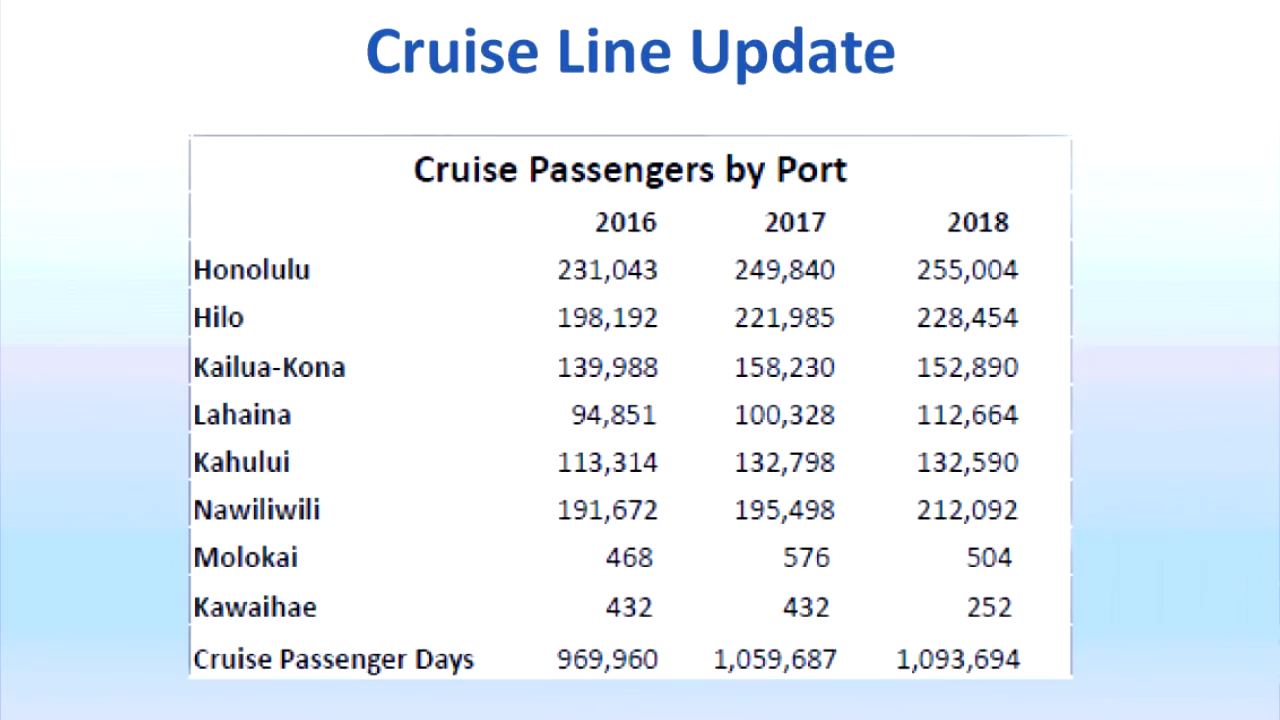 Cruise Line Update
Cruise Passengers by Port
2016 2017 2018
Honolulu 231,043 249,840 255,004
Hilo 198,192 221,985 228,454
Kailua-Kona 139,988 158,230 152,890
Lahaina 94,851 100,328 112,664
Kahului 113,314 132,798 132,590
Nawiliwili 191,672 195,498 212,092
Molokai 468 576 504
Kawaihae 432 432 252
Cruise Passenger Days 969,960 1,059,687 1,093,694